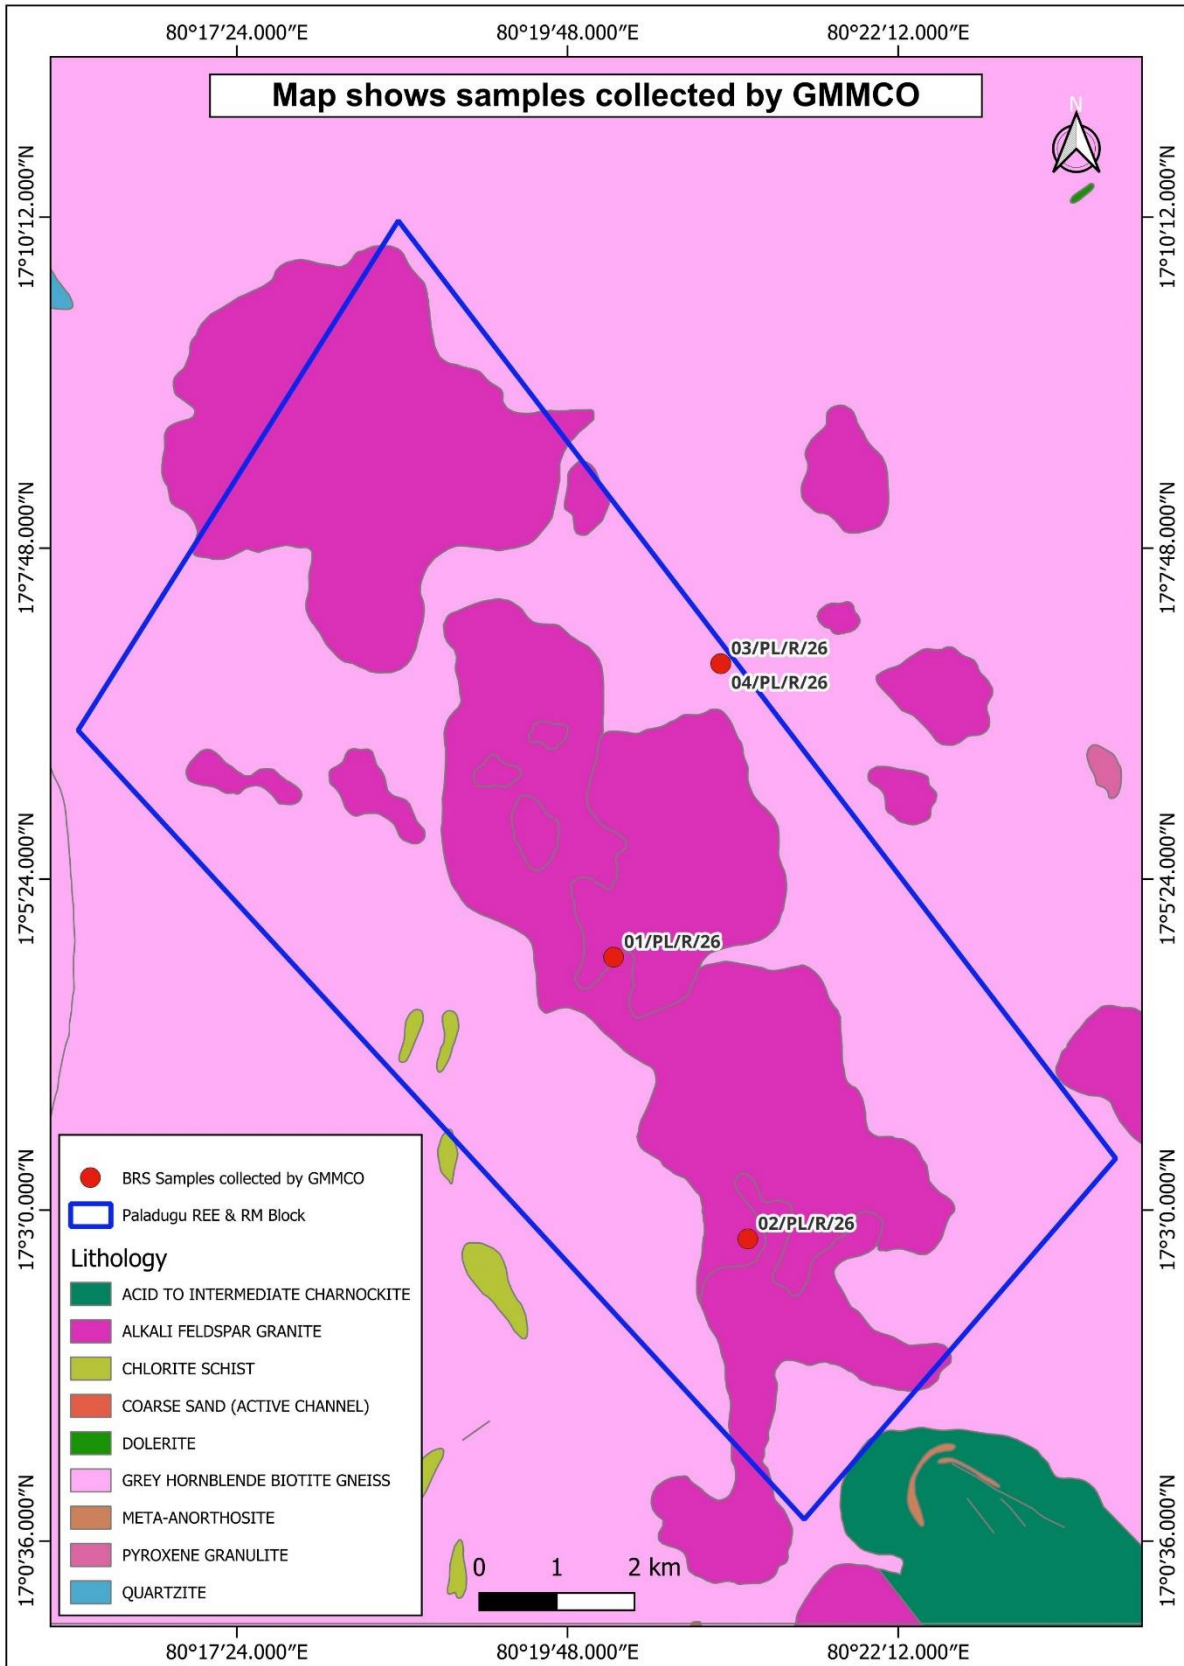 80°17′24.000″E 80°19′48.000″E 80°22′12.000″E
Map shows samples collected by GMMCO
N
17°10′12.000″N 17°10′12.000″N
17°7′48.000″N 17°7′48.000″N
03/PL/R/26
04/PL/R/26
17°5′24.000″N 17°5′24.000″N
01/PL/R/26
17°3′0.000″N 17°3′0.000″N
02/PL/R/26
BRS Samples collected by GMMCO
Paladugu REE & RM Block
Lithology
ACID TO INTERMEDIATE CHARNOCKITE
ALKALI FELDSPAR GRANITE
CHLORITE SCHIST
COARSE SAND (ACTIVE CHANNEL)
DOLERITE
GREY HORNBLENDE BIOTITE GNEISS
META-ANORTHOSITE
PYROXENE GRANULITE
QUARTZITE
17°0′36.000″N 17°0′36.000″N
0 1 2 km
80°17′24.000″E 80°19′48.000″E 80°22′12.000″E